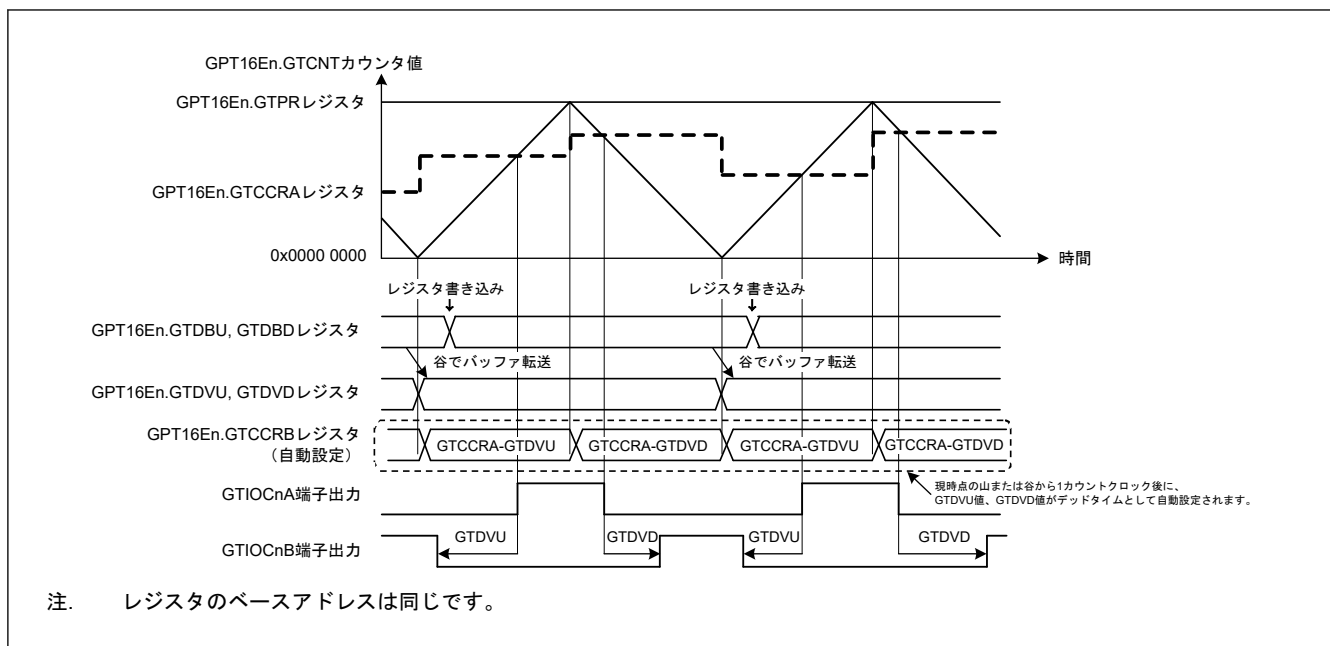 GPT16En.GTCNTカウンタ値
GPT16En.GTPRレジスタ
GPT16En.GTCCRAレジスタ
0x0000 0000
時間
レジスタ書き込み
レジスタ書き込み
GPT16En.GTDBU, GTDBDレジスタ
谷でバッファ転送
谷でバッファ転送
GPT16En.GTDVU, GTDVDレジスタ
GPT16En.GTCCRBレジスタ
（自動設定）
GTCCRA-GTDVU
GTCCRA-GTDVD
GTCCRA-GTDVU
GTCCRA-GTDVD
現時点の山または谷から1カウントクロック後に、
GTDVU値、GTDVD値がデッドタイムとして自動設定されます。
GTIOCnA端子出力
GTDVU
GTDVD
GTDVU
GTDVD
GTIOCnB端子出力
注. レジスタのベースアドレスは同じです。